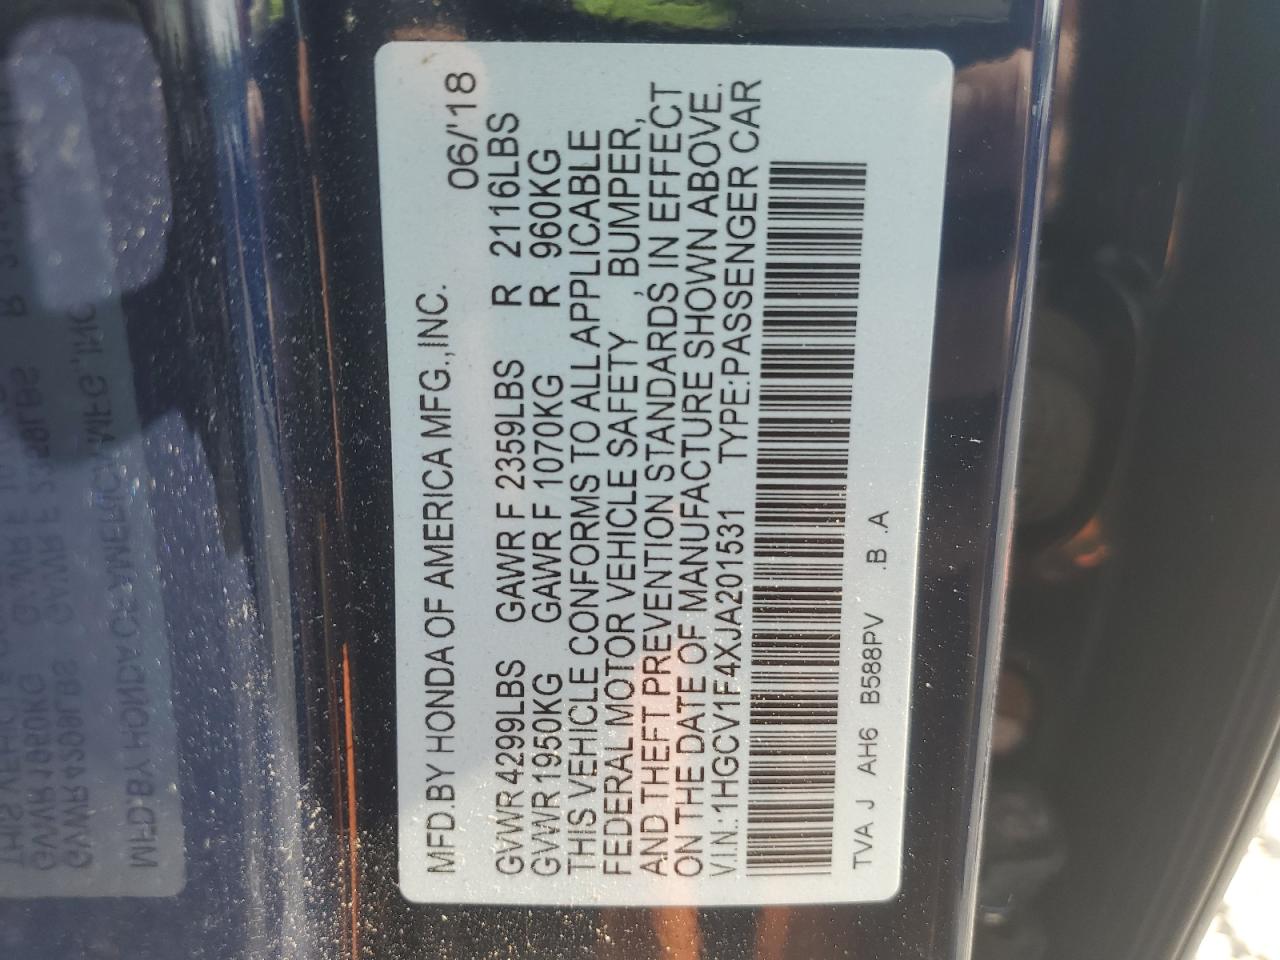 MFD.BY HONDA OF AMERICA MFG.,INC. 06/'18
GVWR 4299LBS GAWR F 2359LBS R 2116LBS
GVWR 1950KG GAWR F 1070KG R 960KG
THIS VEHICLE CONFORMS TO ALL APPLICABLE
FEDERAL MOTOR VEHICLE SAFETY, BUMPER,
AND THEFT PREVENTION STANDARDS IN EFFECT
ON THE DATE OF MANUFACTURE SHOWN ABOVE.
V.I.N.:1HGCV1F4XJA201531 TYPE:PASSENGER CAR
TVA J AH6 B588PV .B .A